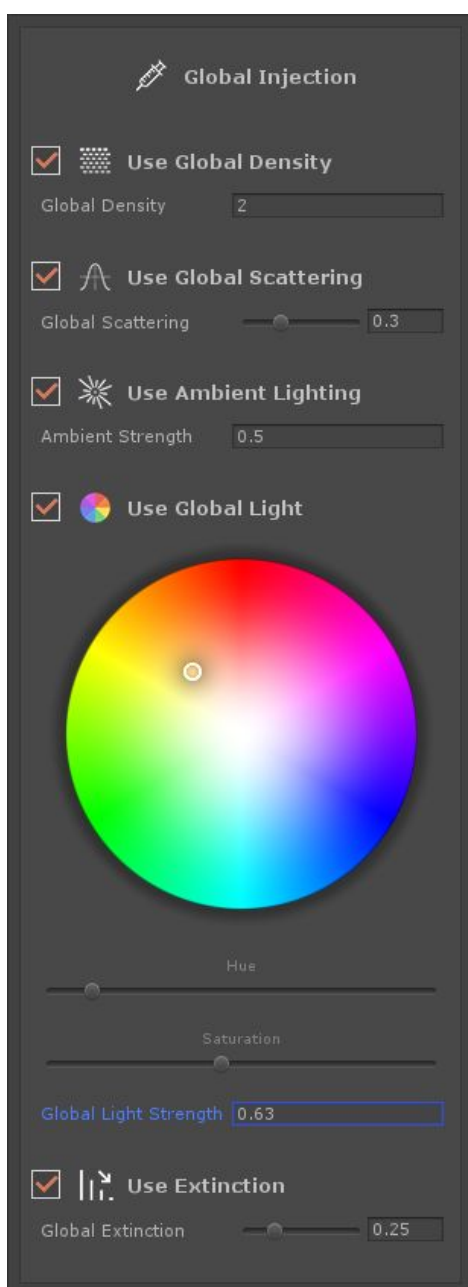 Global Injection
Use Global Density
Global Density 2
Use Global Scattering
Global Scattering 0.3
Use Ambient Lighting
Ambient Strength 0.5
Use Global Light
Hue
Saturation
Global Light Strength 0.63
Use Extinction
Global Extinction 0.25